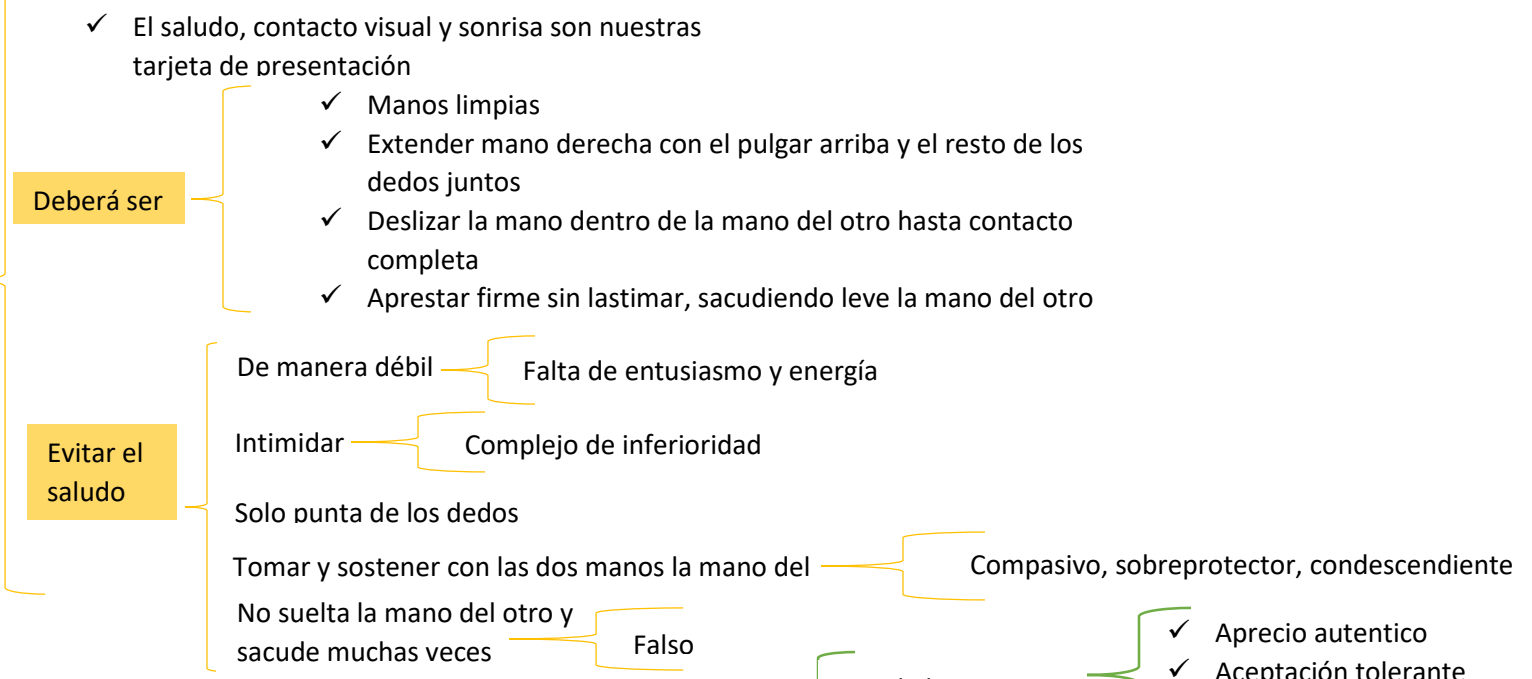 ✓ El saludo, contacto visual y sonrisa son nuestras
tarjeta de presentación
Deberá ser
✓ Manos limpias
✓ Extender mano derecha con el pulgar arriba y el resto de los
dedos juntos
✓ Deslizar la mano dentro de la mano del otro hasta contacto
completa
✓ Aprestar firme sin lastimar, sacudiendo leve la mano del otro
Evitar el
saludo
De manera débil
Falta de entusiasmo y energía
Intimidar
Complejo de inferioridad
Solo punta de los dedos
Tomar y sostener con las dos manos la mano del
Compasivo, sobreprotector, condescendiente
No suelta la mano del otro y
sacude muchas veces
Falso
✓ Aprecio autentico
✓ Aceptación tolerante